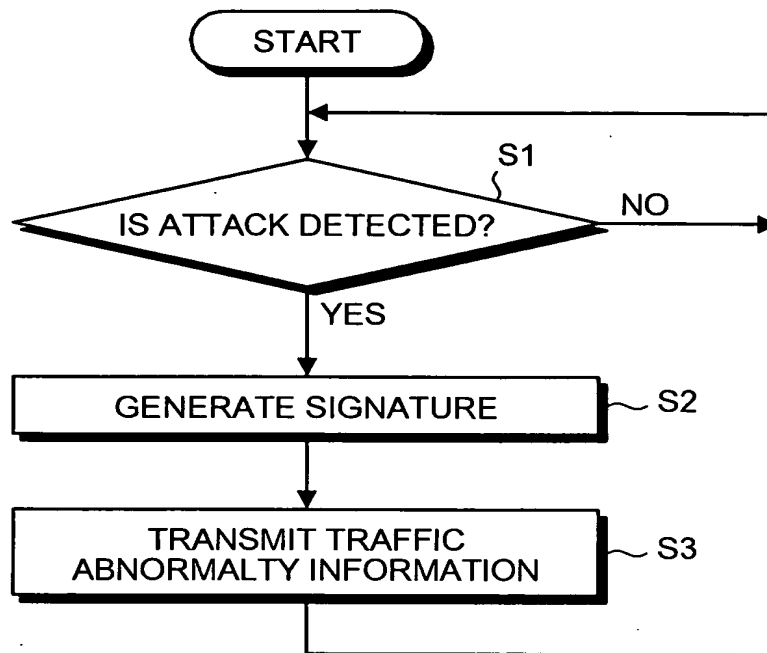 START
S1
IS ATTACK DETECTED?
NO
YES
GENERATE SIGNATURE
S2
TRANSMIT TRAFFIC
ABNORMALTY INFORMATION
S3